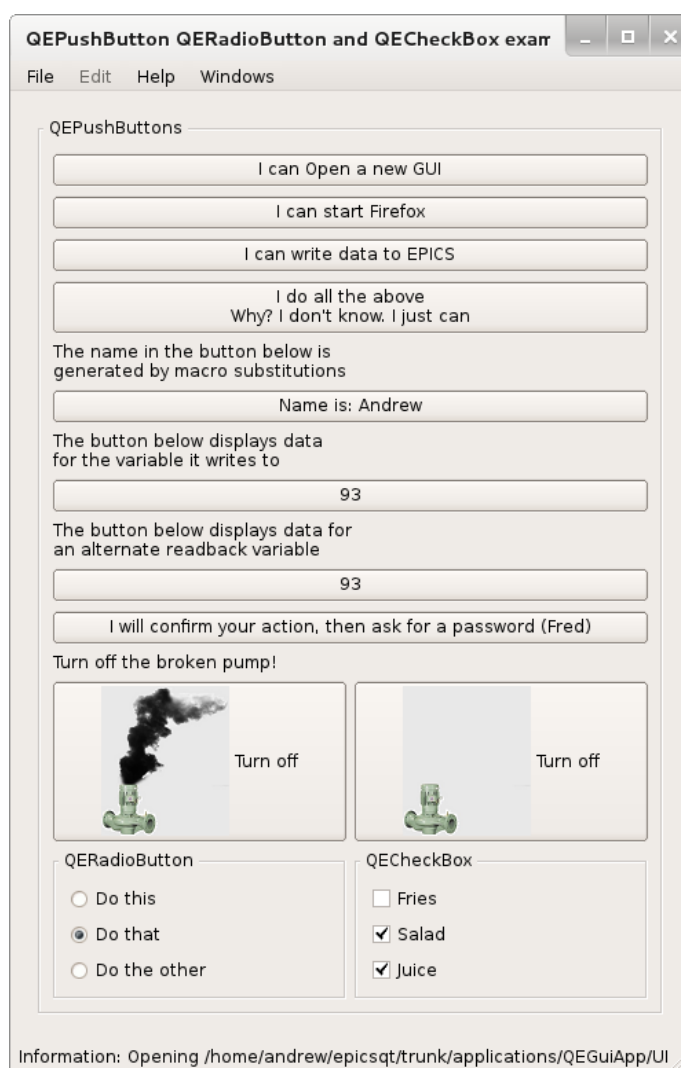 QEPushButton QERadioButton and QECheckBox exam
File Edit Help Windows
QEPushButtons
I can Open a new GUI
I can start Firefox
I can write data to EPICS
I do all the above
Why? I don't know. I just can
The name in the button below is
generated by macro substitutions
Name is: Andrew
The button below displays data
for the variable it writes to
93
The button below displays data for
an alternate readback variable
93
I will confirm your action, then ask for a password (Fred)
Turn off the broken pump!
Turn off
Turn off
QERadioButton
Do this
Do that
Do the other
QECheckBox
Fries
Salad
Juice
Information: Opening /home/andrew/epicsqt/trunk/applications/QEGuiApp/UI